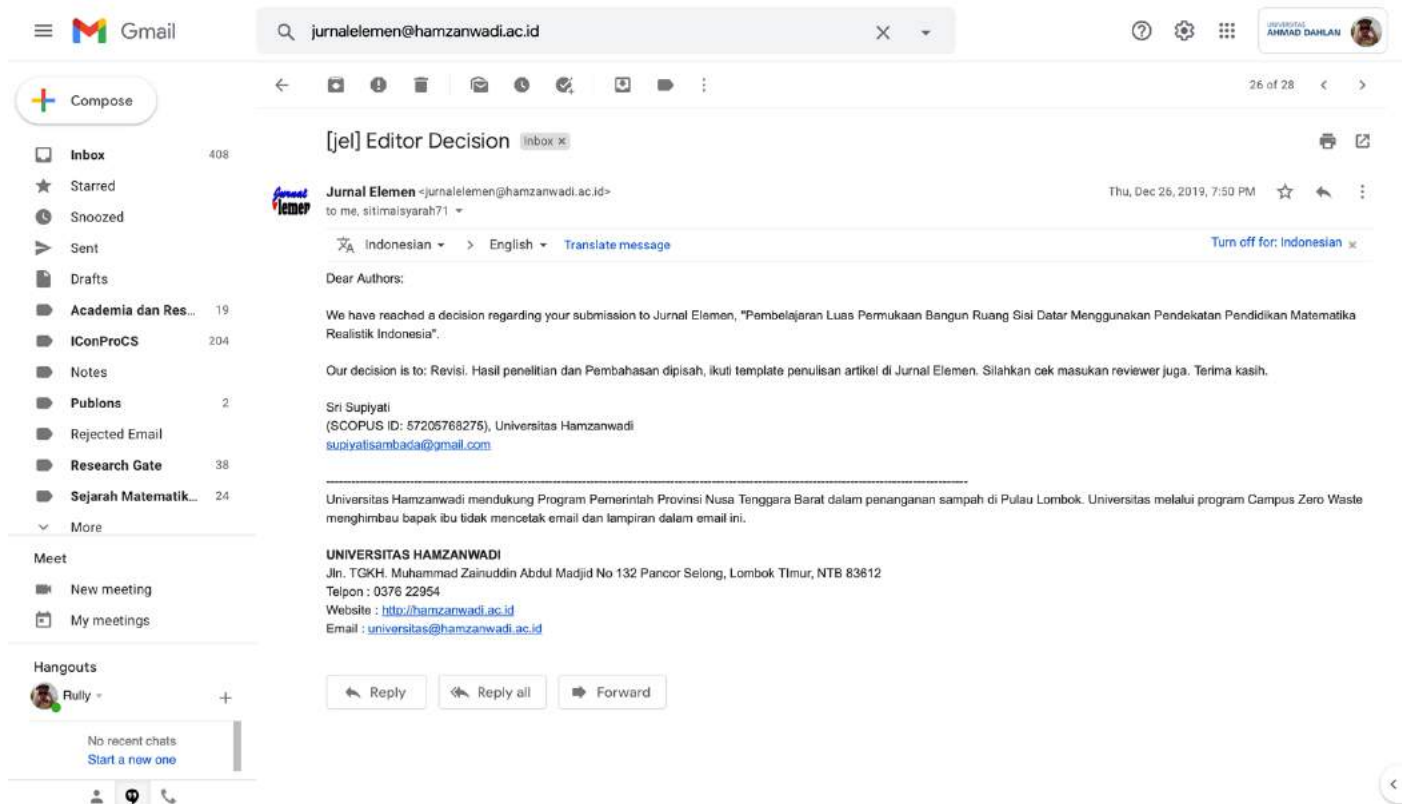 Gmail
jurnalelemen@hamzanwadi.ac.id
UNIVERSITAS
AHMAD DAHLAN
Compose
26 of 28
Inbox 408
Starred
Snoozed
Sent
Drafts
Academia dan Res... 19
IConProCS 204
Notes
Publons 2
Rejected Email
Research Gate 38
Sejarah Matematik... 24
More
Meet
New meeting
My meetings
Hangouts
Rully
No recent chats
Start a new one
[jel] Editor Decision Inbox x
Jurnal Elemen
Jurnal Elemen <jurnalelemen@hamzanwadi.ac.id> Thu, Dec 26, 2019, 7:50 PM
to me, sitimaisyarah71
Indonesian > English Translate message Turn off for: Indonesian x
Dear Authors:
We have reached a decision regarding your submission to Jurnal Elemen, "Pembelajaran Luas Permukaan Bangun Ruang Sisi Datar Menggunakan Pendekatan Pendidikan Matematika
Realistik Indonesia".
Our decision is to: Revisi. Hasil penelitian dan Pembahasan dipisah, ikuti template penulisan artikel di Jurnal Elemen. Silahkan cek masukan reviewer juga. Terima kasih.
Sri Supiyati
(SCOPUS ID: 57205768275), Universitas Hamzanwadi
supiyatisambada@gmail.com
Universitas Hamzanwadi mendukung Program Pemerintah Provinsi Nusa Tenggara Barat dalam penanganan sampah di Pulau Lombok. Universitas melalui program Campus Zero Waste
menghimbau bapak ibu tidak mencetak email dan lampiran dalam email ini.
UNIVERSITAS HAMZANWADI
Jln. TGKH. Muhammad Zainuddin Abdul Madjid No 132 Pancor Selong, Lombok TImur, NTB 83612
Telpon : 0376 22954
Website : http://hamzanwadi.ac.id
Email : universitas@hamzanwadi.ac.id
Reply Reply all Forward